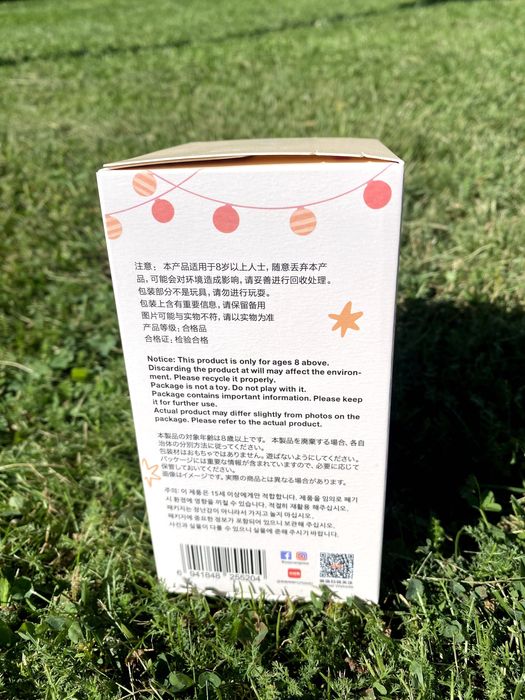 注意：本产品适用于8岁以上人士，随意丢弃本产
品，可能会对环境造成影响，请妥善进行回收处理。
包装部分不是玩具，请勿进行玩耍。
包装上含有重要信息，请保留备用
图片可能与实物不符，请以实物为准
产品等级：合格品
合格证：检验合格
Notice: This product is only for ages 8 above.
Discarding the product at will may affect the environ-
ment. Please recycle it properly.
Package is not a toy. Do not play with it.
Package contains important information. Please keep
it for further use.
Actual product may differ slightly from photos on the
package. Please refer to the actual product.
本製品の対象年齢は8歳以上です。本製品を廃棄する場合、各自
治体の分別方法に従ってください。
包装材はおもちゃではありません。遊ばないようにしてください。
パッケージには重要な情報が含まれていますので、必要に応じて
保管しておいてください。
画像はイメージです。実際の商品とは異なる場合があります。
주의: 이 제품은 15세 이상에게만 적합합니다. 제품을 임의로 폐기
시 환경에 영향을 끼칠 수 있습니다. 적절히 재활용 해주십시오.
패키지는 장난감이 아니라서 가지고 놀지 마십시오.
패키지에 중요한 정보가 포함되어 있으니 보관해 주십시오.
사진과 실물이 다를 수 있으니 실물에 준해 주시기 바랍니다.
6 941848 255204